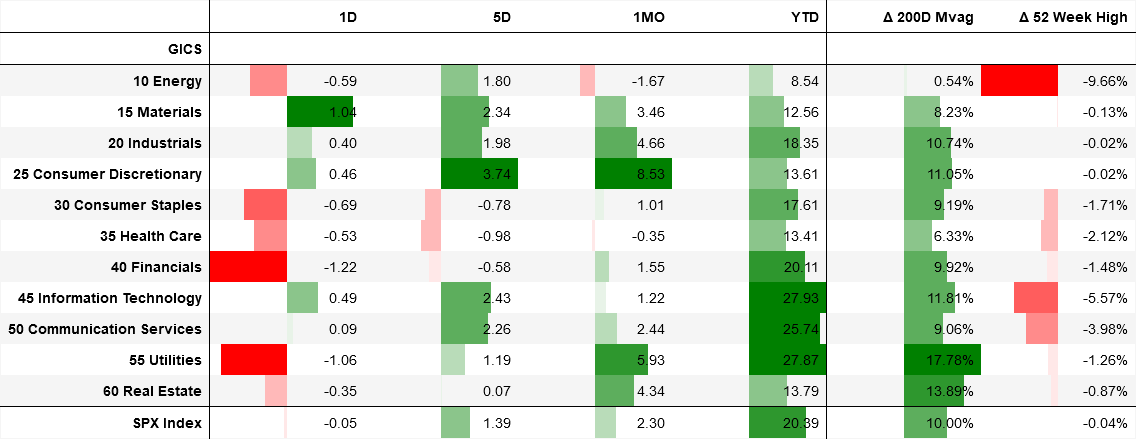 1D 5D 1MO YTD Δ 200D Mvag Δ 52 Week High
GICS
10 Energy -0.59 1.80 -1.67 8.54 0.54% -9.66%
15 Materials 1.04 2.34 3.46 12.56 8.23% -0.13%
20 Industrials 0.40 1.98 4.66 18.35 10.74% -0.02%
25 Consumer Discretionary 0.46 3.74 8.53 13.61 11.05% -0.02%
30 Consumer Staples -0.69 -0.78 1.01 17.61 9.19% -1.71%
35 Health Care -0.53 -0.98 -0.35 13.41 6.33% -2.12%
40 Financials -1.22 -0.58 1.55 20.11 9.92% -1.48%
45 Information Technology 0.49 2.43 1.22 27.93 11.81% -5.57%
50 Communication Services 0.09 2.26 2.44 25.74 9.06% -3.98%
55 Utilities -1.06 1.19 5.93 27.87 17.78% -1.26%
60 Real Estate -0.35 0.07 4.34 13.79 13.89% -0.87%
SPX Index -0.05 1.39 2.30 20.39 10.00% -0.04%